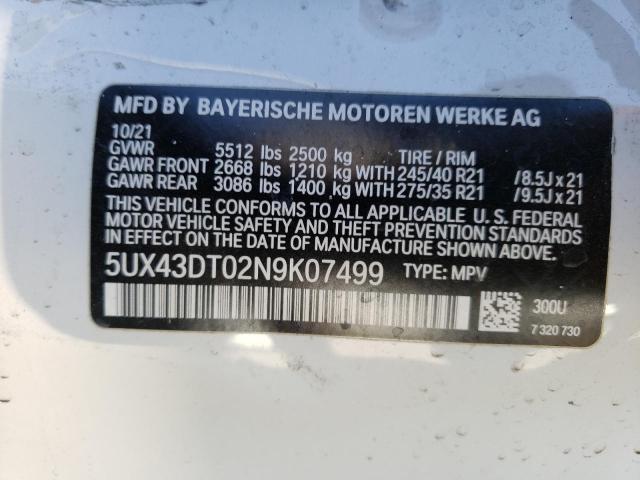 MFD BY BAYERISCHE MOTOREN WERKE AG
10/21
GVWR 5512 lbs 2500 kg TIRE / RIM
GAWR FRONT 2668 lbs 1210 kg WITH 245/40 R21 /8.5J x 21
GAWR REAR 3086 lbs 1400 kg WITH 275/35 R21 /9.5J x 21
THIS VEHICLE CONFORMS TO ALL APPLICABLE U. S. FEDERAL
MOTOR VEHICLE SAFETY AND THEFT PREVENTION STANDARDS
IN EFFECT ON THE DATE OF MANUFACTURE SHOWN ABOVE.
5UX43DT02N9K07499 TYPE: MPV
300U
7 320 730